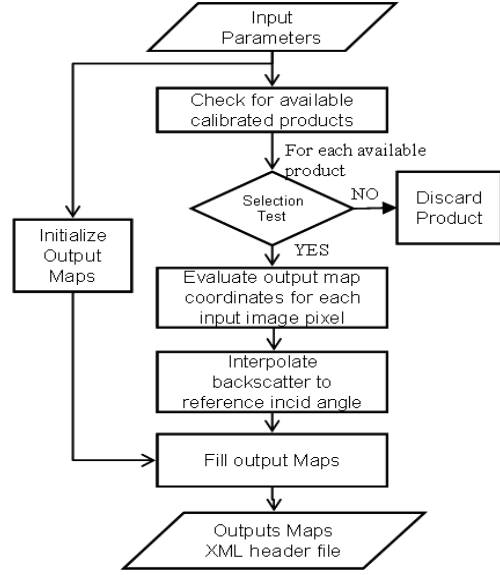 Input
Parameters
Check for available
calibrated products
For each available
product
Selection
Test
NO
Discard
Product
YES
Initialize
Output
Maps
Evaluate output map
coordinates for each
input image pixel
Interpolate
backscatter to
reference incid angle
Fill output Maps
Outputs Maps
XML header file